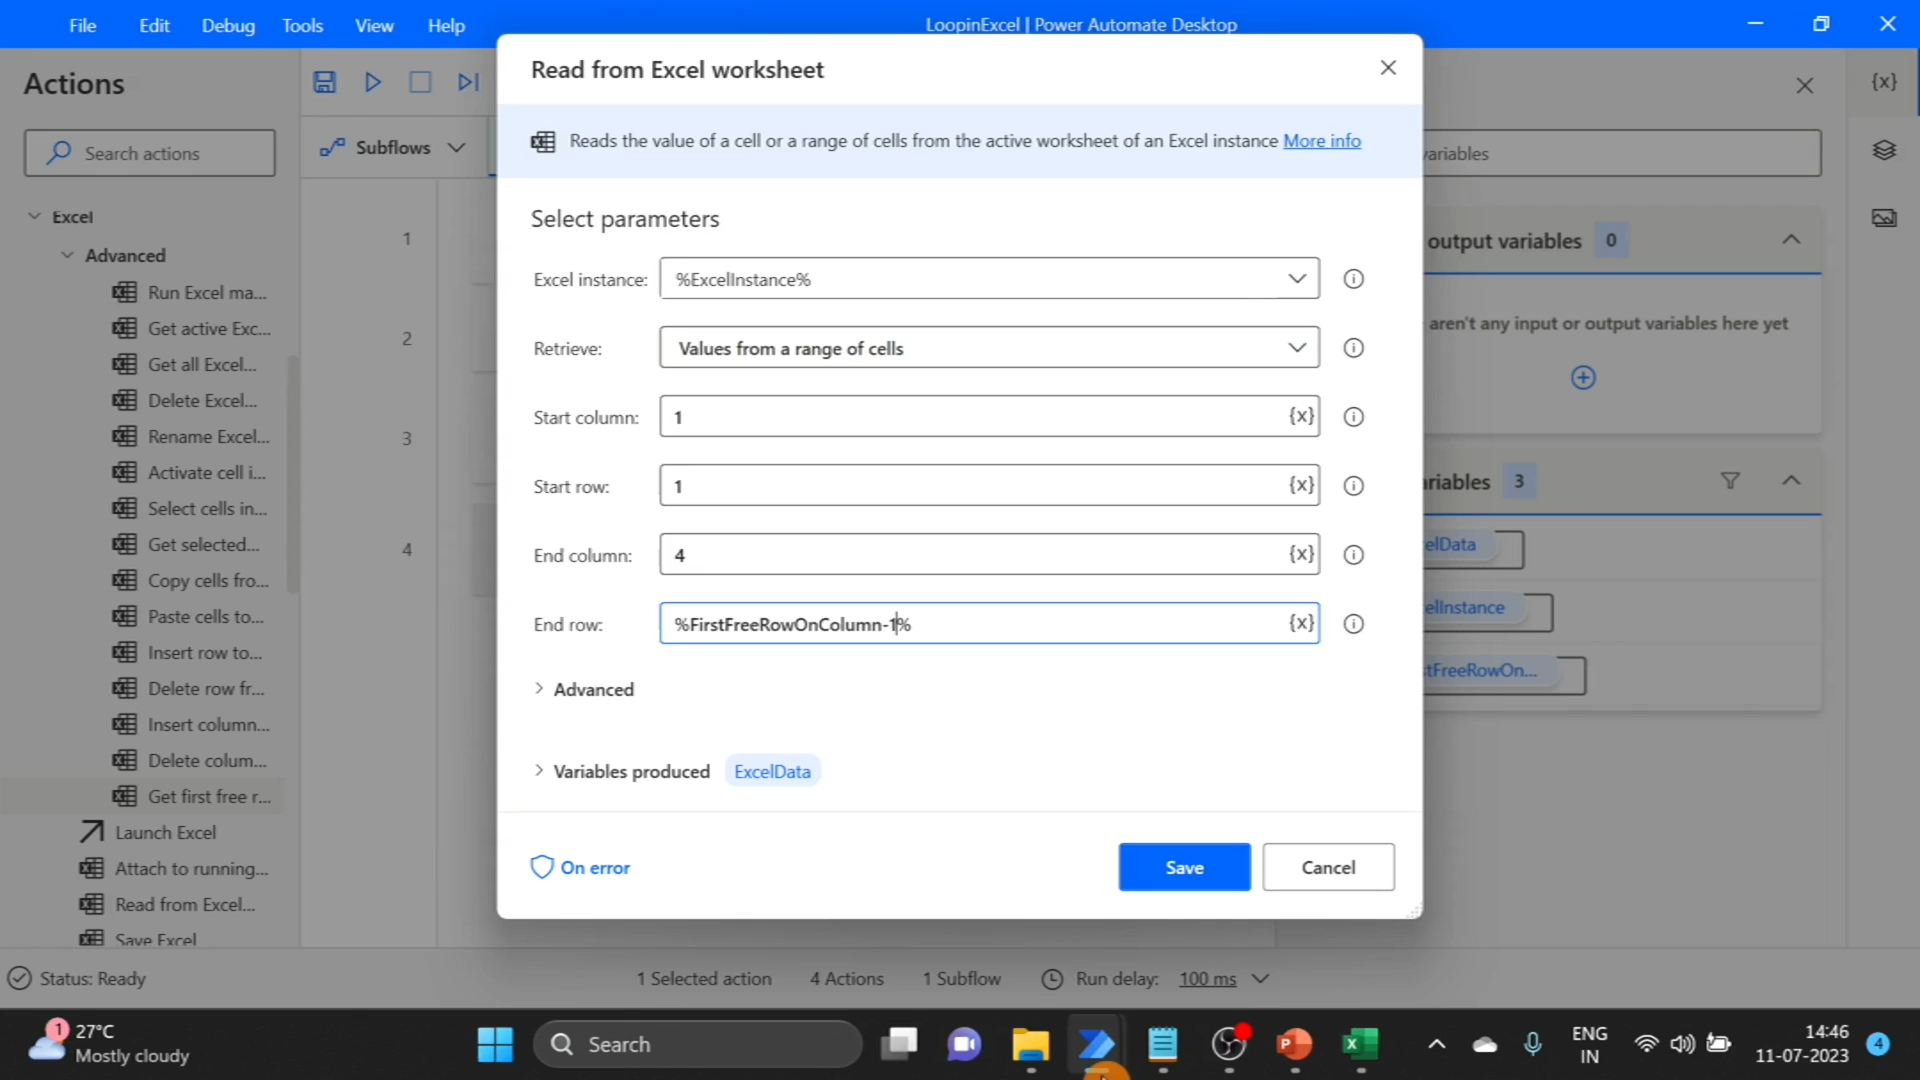 File Edit Debug Tools View Help LoopinExcel | Power Automate Desktop
Actions
Search actions
Excel
Advanced
Run Excel ma...
Get active Exc...
Get all Excel...
Delete Excel...
Rename Excel...
Activate cell i...
Select cells in...
Get selected...
Copy cells fro...
Paste cells to...
Insert row to...
Delete row fr...
Insert column...
Delete colum...
Get first free r...
Launch Excel
Attach to running...
Read from Excel...
Save Excel
Subflows
1
2
3
4
Read from Excel worksheet
Reads the value of a cell or a range of cells from the active worksheet of an Excel instance More info
Select parameters
Excel instance: %ExcelInstance%
Retrieve: Values from a range of cells
Start column: 1 {x}
Start row: 1 {x}
End column: 4 {x}
End row: %FirstFreeRowOnColumn-1% {x}
Advanced
Variables produced ExcelData
On error Save Cancel
{x}
variables
output variables 0
aren't any input or output variables here yet
riables 3
elData
elInstance
tFreeRowOn...
Status: Ready 1 Selected action 4 Actions 1 Subflow Run delay: 100 ms
1 27°C
Mostly cloudy
Search
ENG
IN
14:46
11-07-2023
4